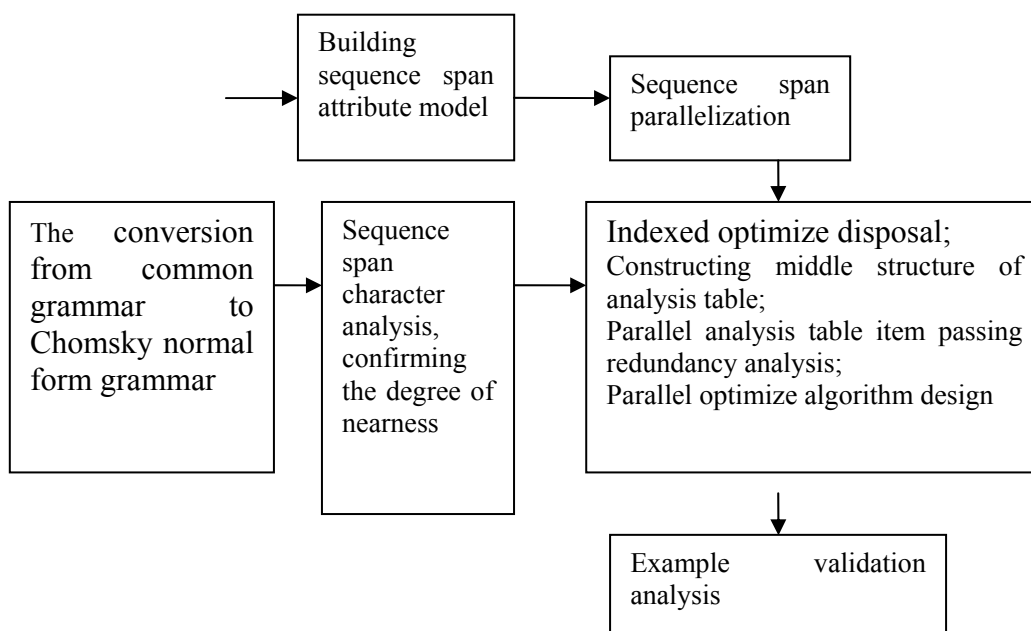 Building
sequence span
attribute model
Sequence span
parallelization
The conversion
from common
grammar to
Chomsky normal
form grammar
Sequence
span
character
analysis,
confirming
the degree of
nearness
Indexed optimize disposal;
Constructing middle structure of
analysis table;
Parallel analysis table item passing
redundancy analysis;
Parallel optimize algorithm design
Example validation
analysis